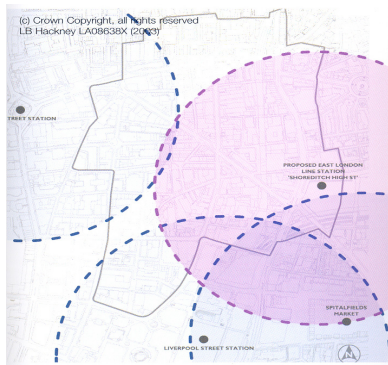 (c) Crown Copyright, all rights reserved
LB Hackney LA08638X (2003)
TREET STATION
PROPOSED EAST LONDON
LINE STATION
'SHOREDITCH HIGH ST'
SPITALFIELDS
MARKET
LIVERPOOL STREET STATION
N